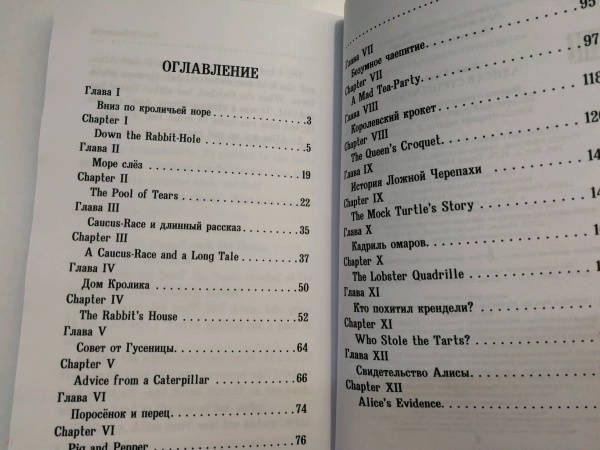 ОГЛАВЛЕНИЕ
Глава I
Вниз по кроличьей норе ........ 3
Chapter I
Down the Rabbit-Hole ........ 5
Глава II
Море слёз ........ 19
Chapter II
The Pool of Tears ........ 22
Глава III
Caucus-Race и длинный рассказ ........ 35
Chapter III
A Caucus-Race and a Long Tale ........ 37
Глава IV
Дом Кролика ........ 50
Chapter IV
The Rabbit's House ........ 52
Глава V
Совет от Гусеницы ........ 64
Chapter V
Advice from a Caterpillar ........ 66
Глава VI
Поросёнок и перец ........ 74
Chapter VI
Pig and Pepper ........ 76
95
Глава VII
Безумное чаепитие ........ 97
Chapter VII
A Mad Tea-Party ........
Глава VIII
Королевский крокет ........ 118
Chapter VIII
The Queen's Croquet ........
Глава IX
История Ложной Черепахи ........
Chapter IX
The Mock Turtle's Story ........
Глава X
Кадриль омаров ........
Chapter X
The Lobster Quadrille ........
Глава XI
Кто похитил крендели? ........
Chapter XI
Who Stole the Tarts? ........
Глава XII
Свидетельство Алисы ........
Chapter XII
Alice's Evidence ........